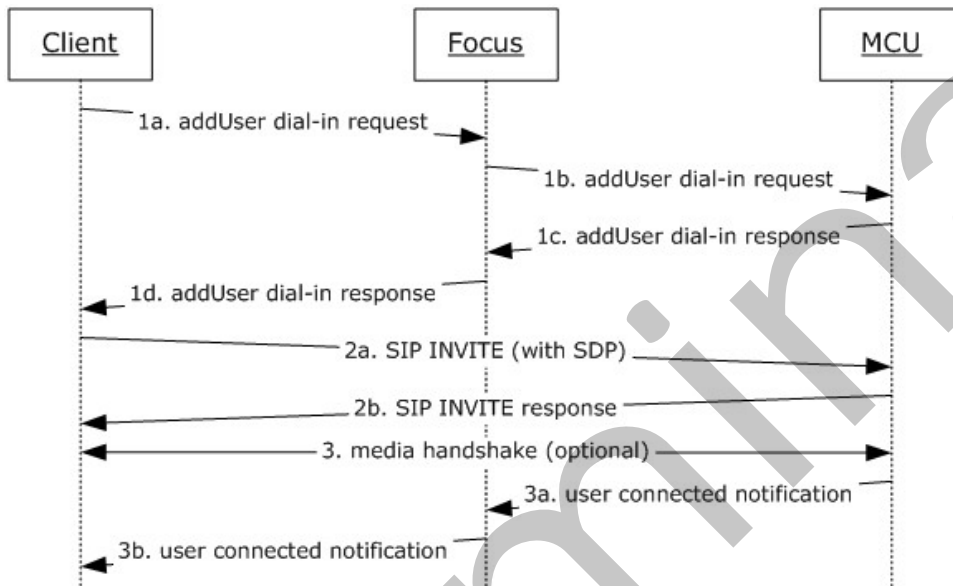 Client
Focus
MCU
1a. addUser dial-in request
1b. addUser dial-in request
1c. addUser dial-in response
1d. addUser dial-in response
2a. SIP INVITE (with SDP)
2b. SIP INVITE response
3. media handshake (optional)
3a. user connected notification
3b. user connected notification